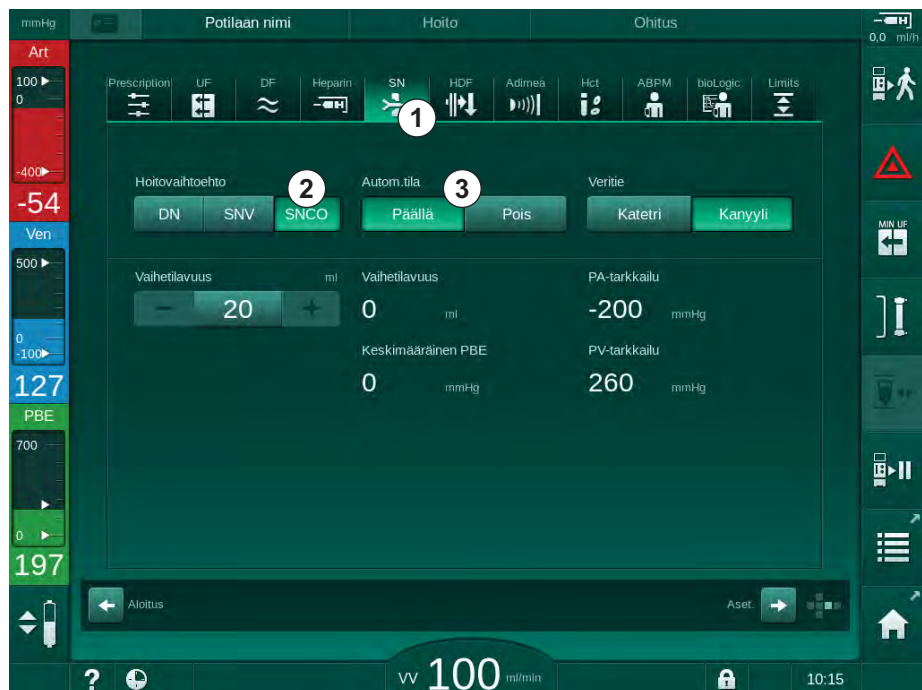 mmHg
Potilaan nimi
Hoito
Ohitus
0,0 ml/h
Art
100
0
-400
-54
Ven
500
0
-100
127
PBE
700
0
197
Prescription
UF
DF
Heparin
SN
HDF
Adimea
Hct
ABPM
bioLogic
Limits
1
Hoitovaihtoehto
2
DN
SNV
SNCO
Autom.tila
3
Päällä
Pois
Veritie
Katetri
Kanyyli
Vaihetilavuus ml
− 20 +
Vaihetilavuus
0 ml
PA-tarkkailu
-200 mmHg
Keskimääräinen PBE
0 mmHg
PV-tarkkailu
260 mmHg
MIN UF
Aloitus
Aset.
?
VV 100 ml/min
10:15